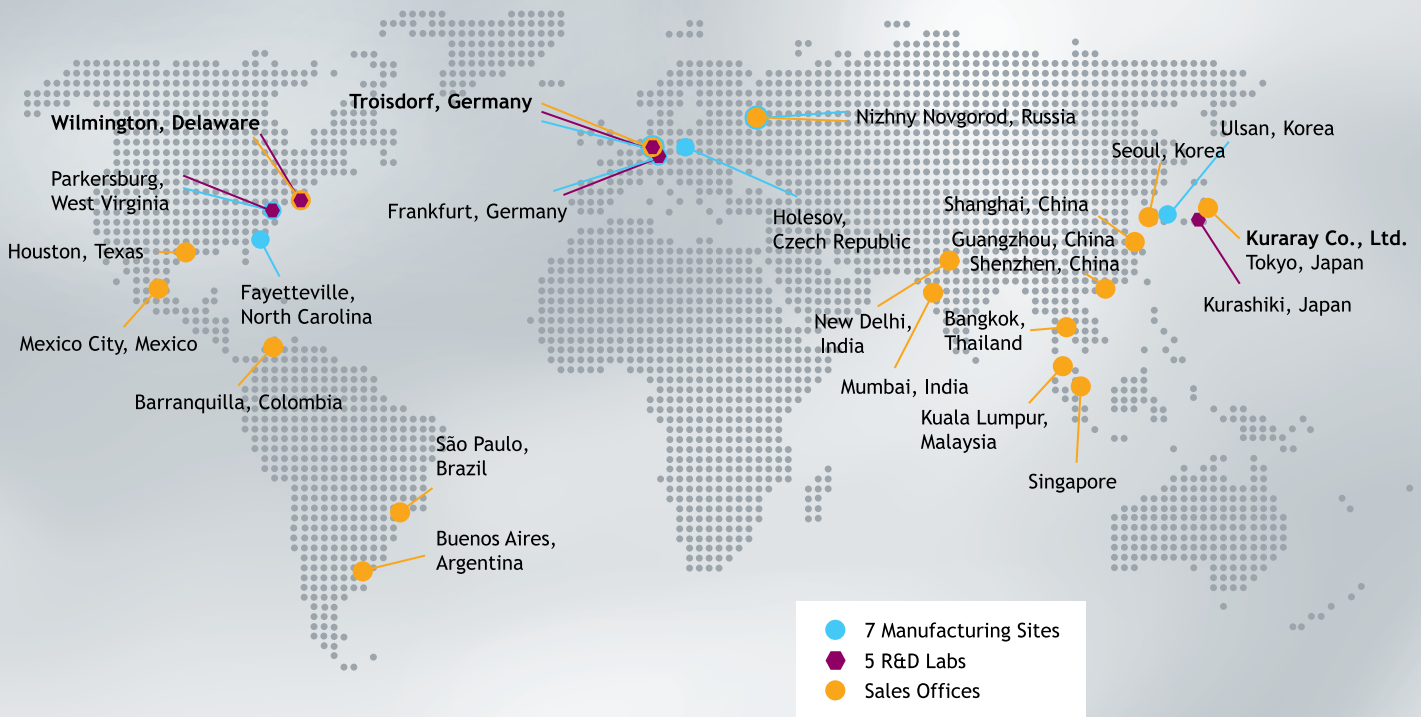 Troisdorf, Germany
Wilmington, Delaware
Nizhny Novgorod, Russia
Ulsan, Korea
Seoul, Korea
Parkersburg,
West Virginia
Frankfurt, Germany
Holesov,
Czech Republic
Shanghai, China
Guangzhou, China
Shenzhen, China
Kuraray Co., Ltd.
Tokyo, Japan
Houston, Texas
Fayetteville,
North Carolina
Kurashiki, Japan
Mexico City, Mexico
New Delhi,
India
Bangkok,
Thailand
Mumbai, India
Barranquilla, Colombia
Kuala Lumpur,
Malaysia
São Paulo,
Brazil
Singapore
Buenos Aires,
Argentina
7 Manufacturing Sites
5 R&D Labs
Sales Offices